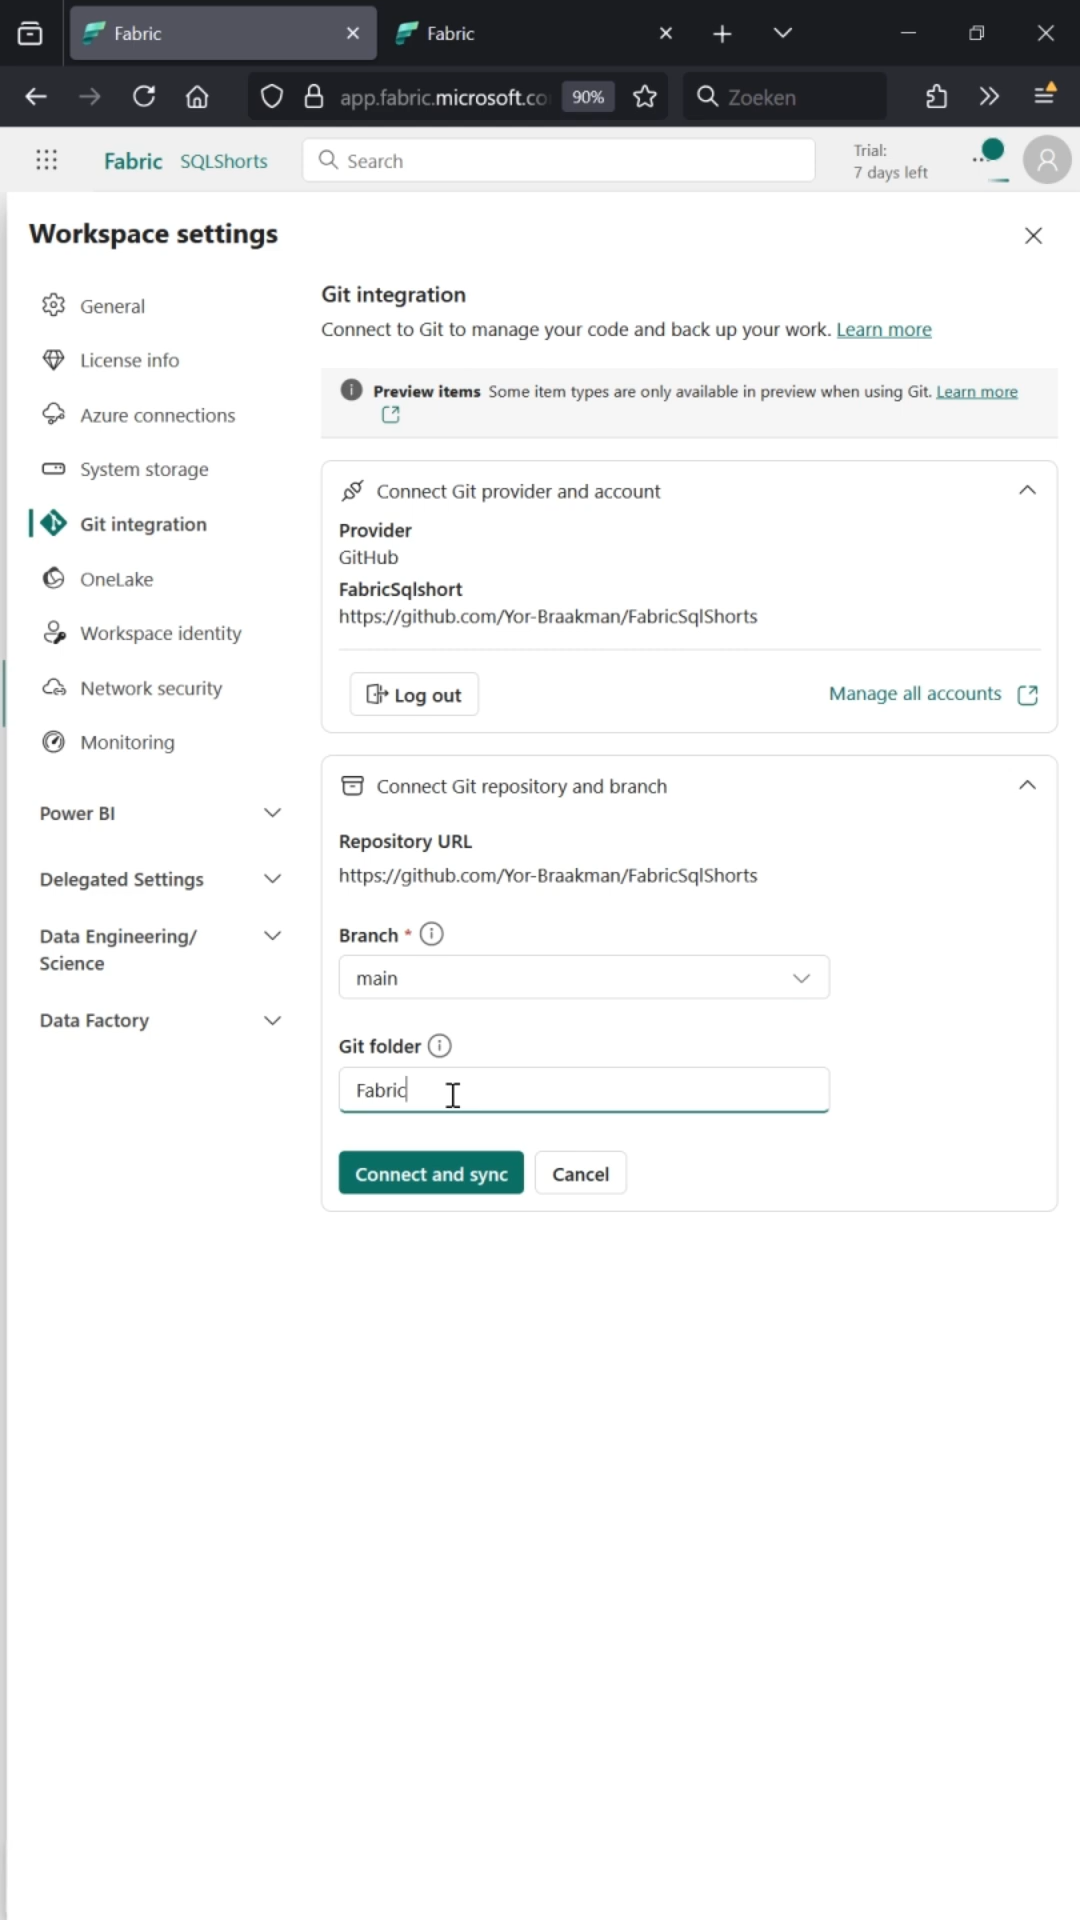 Fabric
Fabric
app.fabric.microsoft.co
90%
Zoeken
Fabric SQLShorts
Search
Trial:
7 days left
Workspace settings
General
License info
Azure connections
System storage
Git integration
OneLake
Workspace identity
Network security
Monitoring
Power BI
Delegated Settings
Data Engineering/
Science
Data Factory
Git integration
Connect to Git to manage your code and back up your work. Learn more
Preview items Some item types are only available in preview when using Git. Learn more
Connect Git provider and account
Provider
GitHub
FabricSqlshort
https://github.com/Yor-Braakman/FabricSqlShorts
Log out
Manage all accounts
Connect Git repository and branch
Repository URL
https://github.com/Yor-Braakman/FabricSqlShorts
Branch *
main
Git folder
Fabric
Connect and sync
Cancel